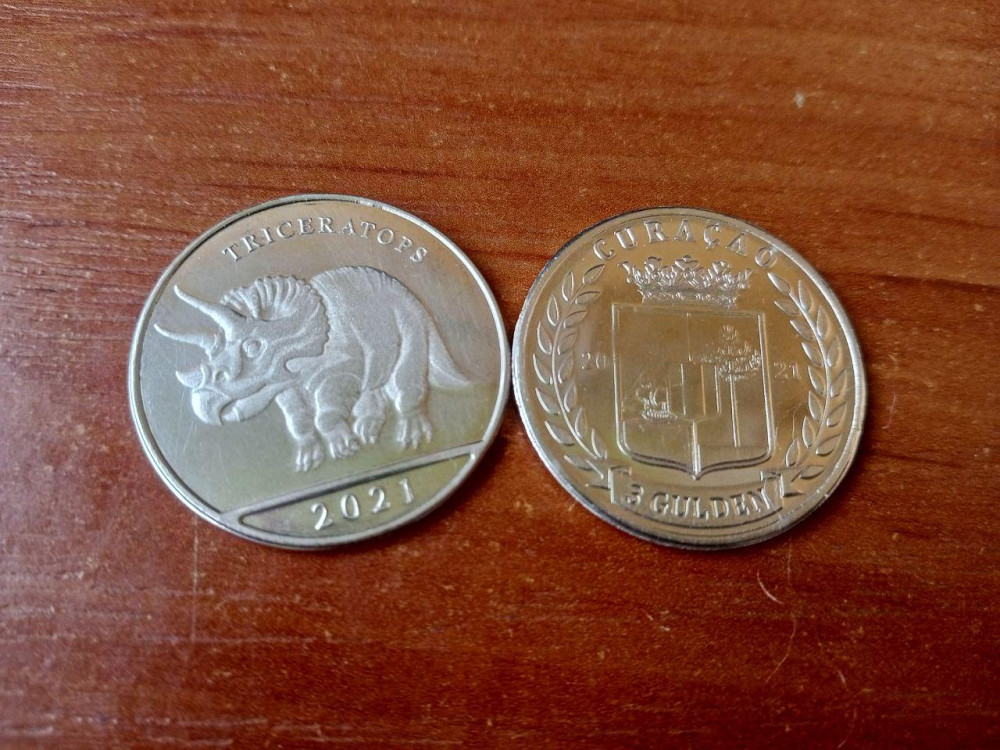 TRICERATOPS
2021
CURAÇAO
20 21
3 GULDEN